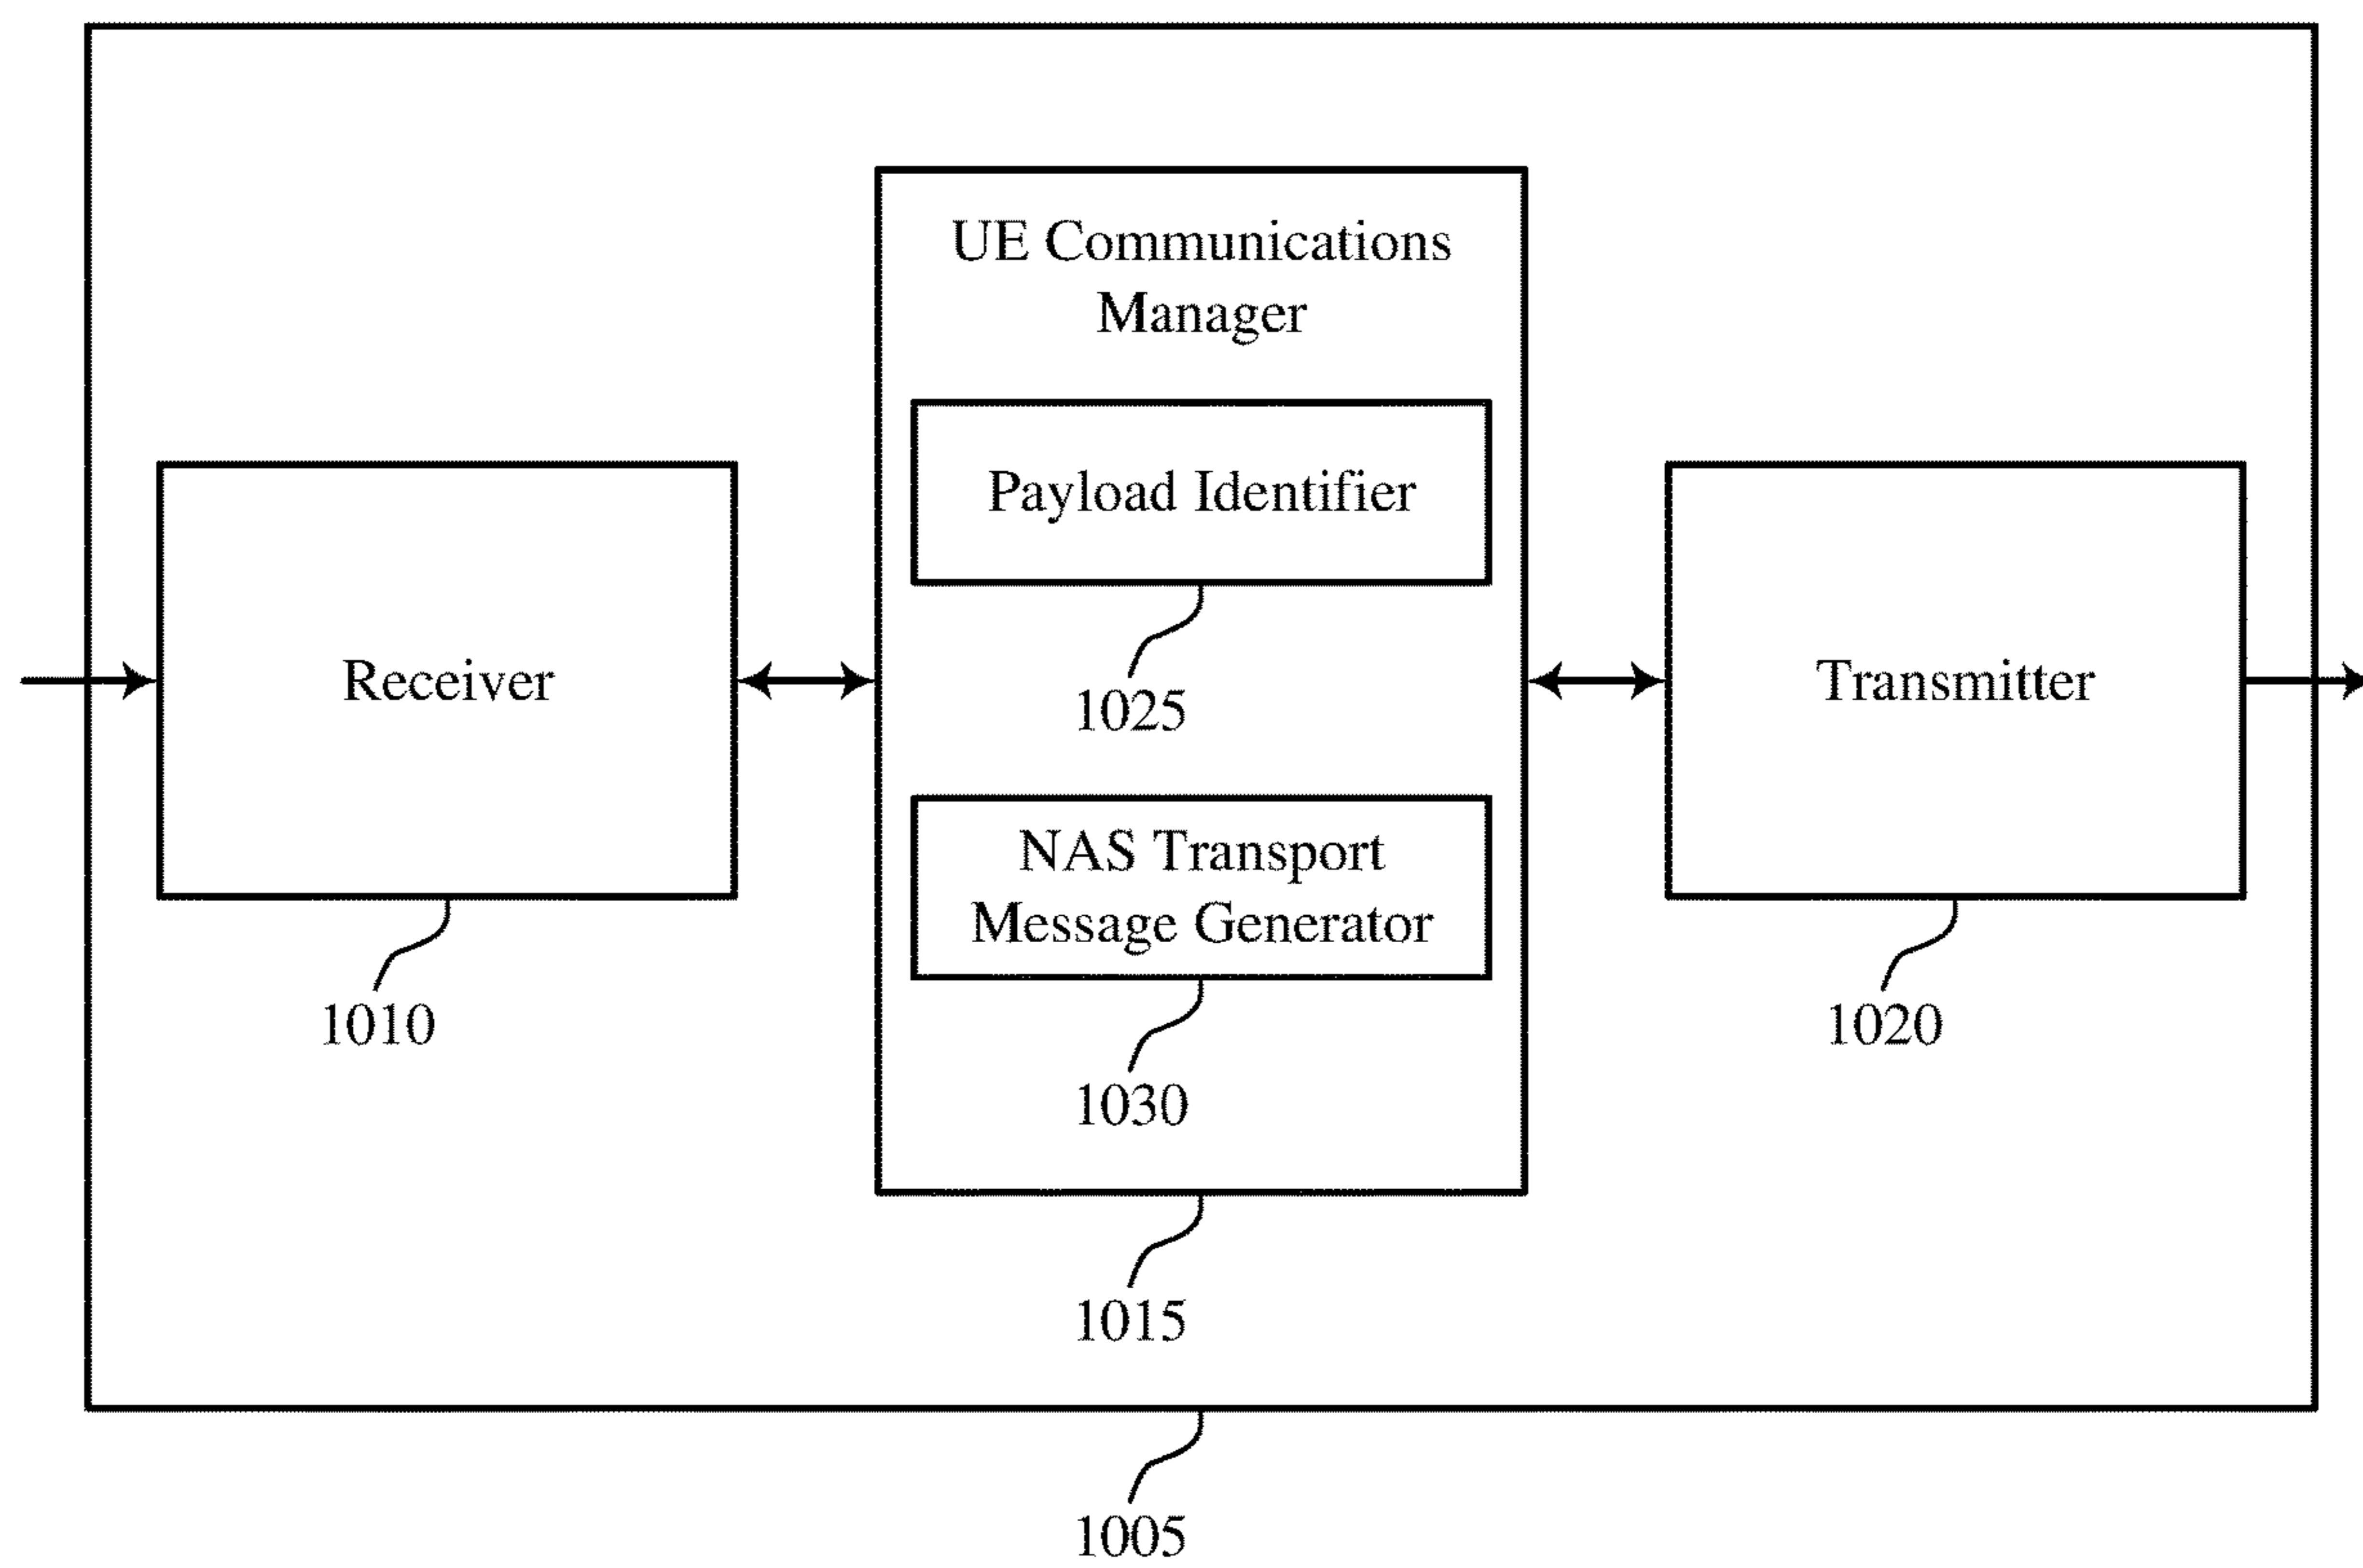 UE Communications
Manager
Payload Identifier
1025
Receiver
Transmitter
NAS Transport
Message Generator
1010
1020
1030
1015
1005